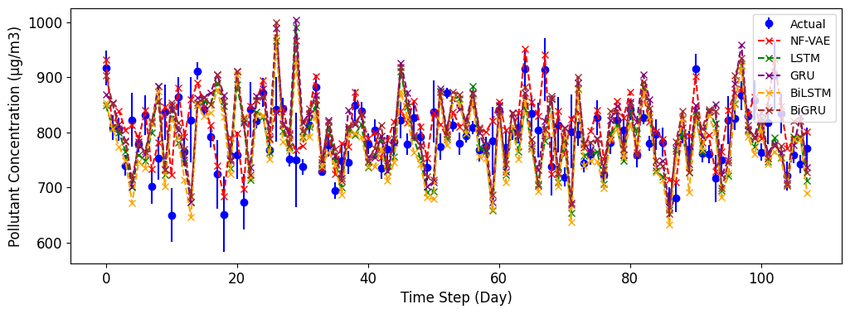 1000
900
800
700
600
Pollutant Concentration (μg/m3)
0
20
40
60
80
100
Time Step (Day)
Actual
NF-VAE
LSTM
GRU
BiLSTM
BiGRU